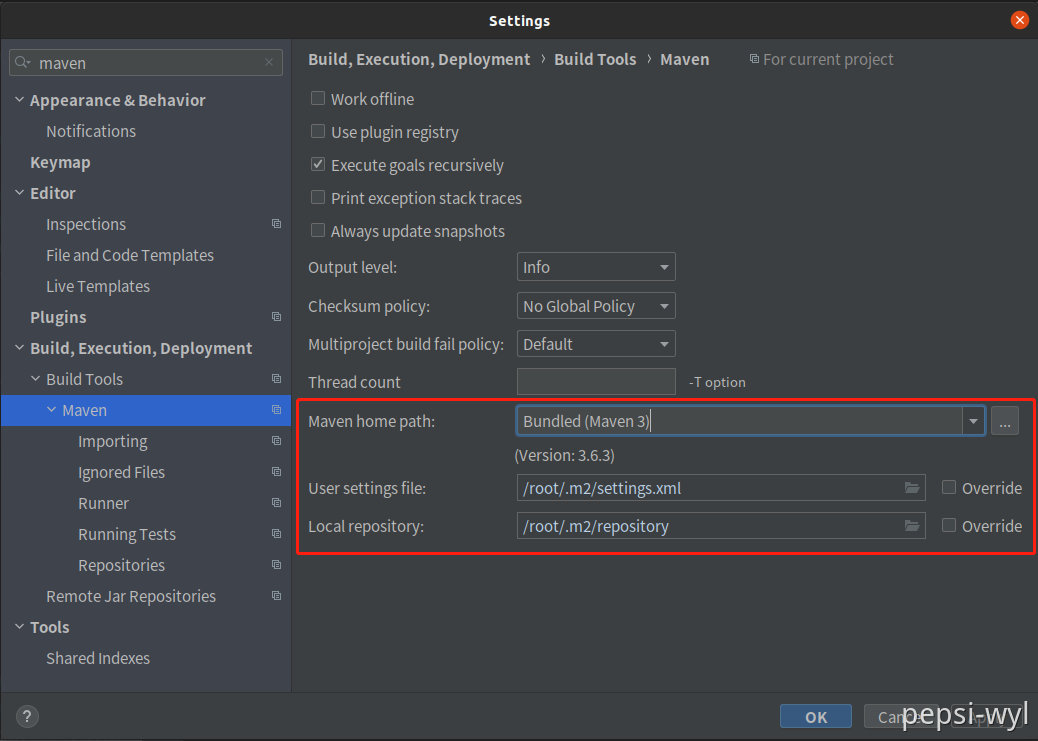 Settings
maven
Appearance & Behavior
Notifications
Keymap
Editor
Inspections
File and Code Templates
Live Templates
Plugins
Build, Execution, Deployment
Build Tools
Maven
Importing
Ignored Files
Runner
Running Tests
Repositories
Remote Jar Repositories
Tools
Shared Indexes
Build, Execution, Deployment › Build Tools › Maven For current project
Work offline
Use plugin registry
Execute goals recursively
Print exception stack traces
Always update snapshots
Output level: Info
Checksum policy: No Global Policy
Multiproject build fail policy: Default
Thread count -T option
Maven home path: Bundled (Maven 3) ...
(Version: 3.6.3)
User settings file: /root/.m2/settings.xml Override
Local repository: /root/.m2/repository Override
? OK Cancel
pepsi-wyl